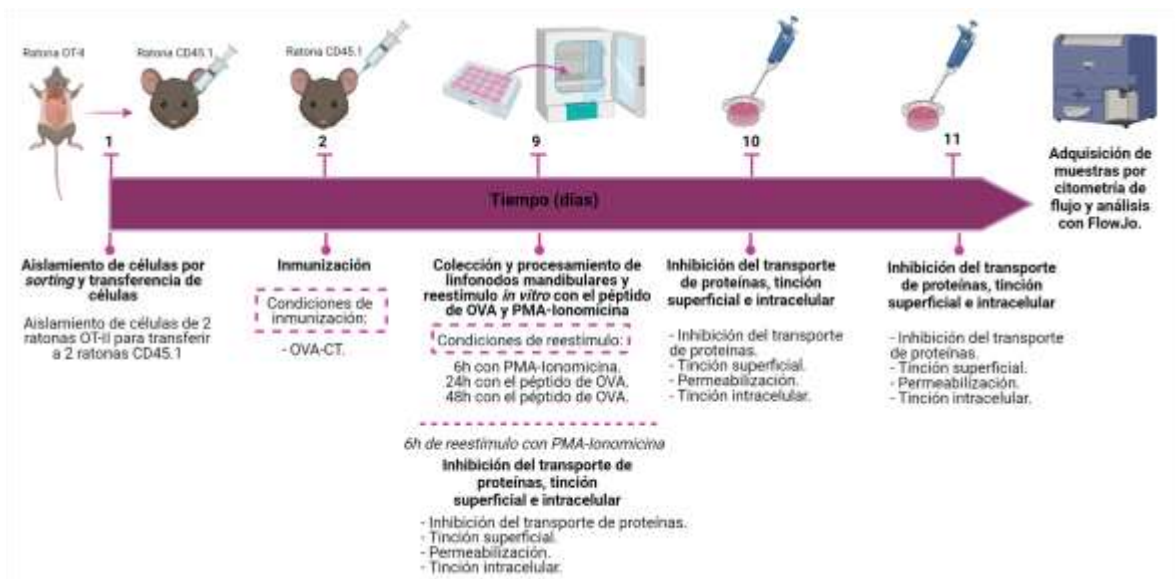 Ratona OT-II
Ratona CD45.1
Ratona CD45.1
1
2
9
10
11
Tiempo (días)
Adquisición de
muestras por
citometría de
flujo y análisis
con FlowJo.
Aislamiento de células por
sorting y transferencia de
células
Aislamiento de células de 2
ratonas OT-II para transferir
a 2 ratonas CD45.1
Inmunización
Condiciones de
inmunización:
- OVA-CT.
Colección y procesamiento de
linfonodos mandibulares y
reestímulo in vitro con el péptido
de OVA y PMA-Ionomicina
Condiciones de reestímulo:
6h con PMA-Ionomicina.
24h con el péptido de OVA.
48h con el péptido de OVA.
6h de reestímulo con PMA-Ionomicina
Inhibición del transporte de
proteínas, tinción
superficial e intracelular
- Inhibición del transporte de proteínas.
- Tinción superficial.
- Permeabilización.
- Tinción intracelular.
Inhibición del transporte
de proteínas, tinción
superficial e intracelular
- Inhibición del transporte
de proteínas.
- Tinción superficial.
- Permeabilización.
- Tinción intracelular.
Inhibición del transporte
de proteínas, tinción
superficial e intracelular
- Inhibición del transporte
de proteínas.
- Tinción superficial.
- Permeabilización.
- Tinción intracelular.